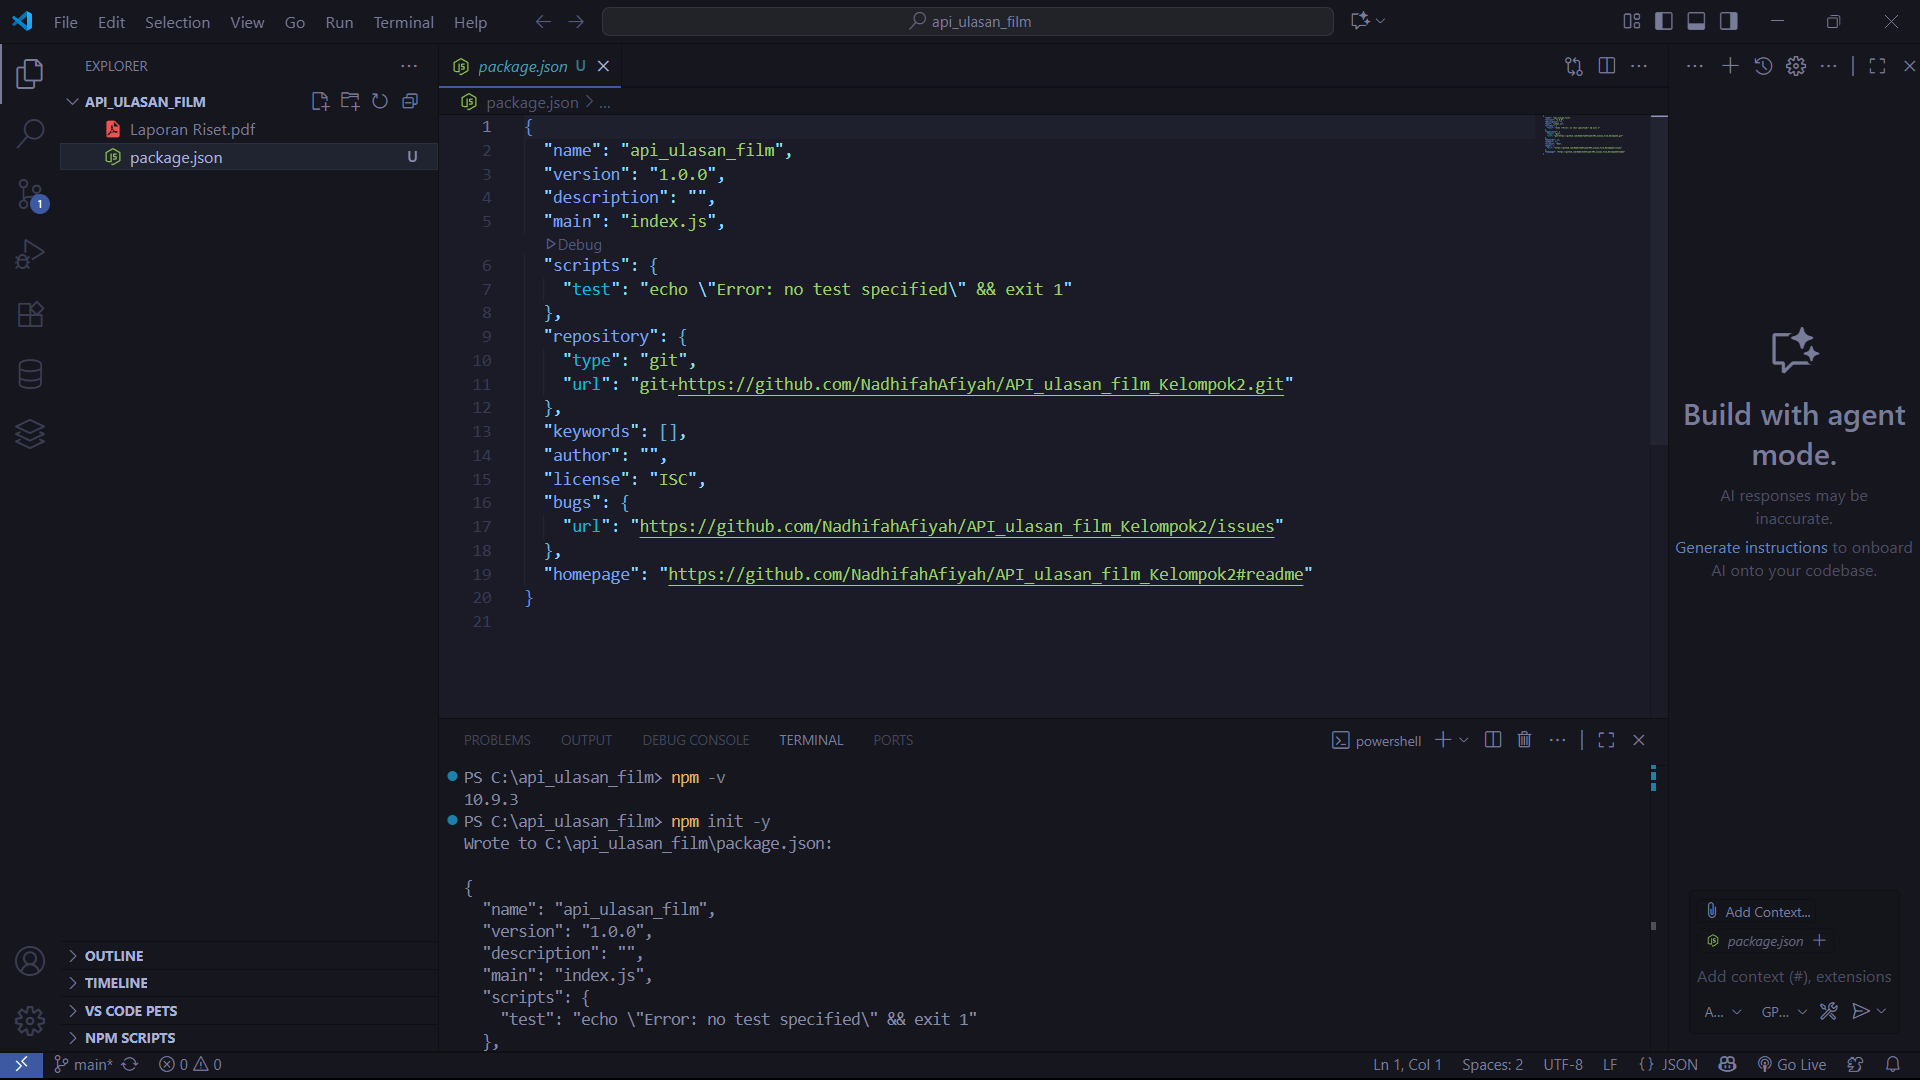 File Edit Selection View Go Run Terminal Help
api_ulasan_film
EXPLORER
API_ULASAN_FILM
Laporan Riset.pdf
package.json U
1
package.json U
package.json > ...
1 {
2 "name": "api_ulasan_film",
3 "version": "1.0.0",
4 "description": "",
5 "main": "index.js",
Debug
6 "scripts": {
7 "test": "echo \"Error: no test specified\" && exit 1"
8 },
9 "repository": {
10 "type": "git",
11 "url": "git+https://github.com/NadhifahAfiyah/API_ulasan_film_Kelompok2.git"
12 },
13 "keywords": [],
14 "author": "",
15 "license": "ISC",
16 "bugs": {
17 "url": "https://github.com/NadhifahAfiyah/API_ulasan_film_Kelompok2/issues"
18 },
19 "homepage": "https://github.com/NadhifahAfiyah/API_ulasan_film_Kelompok2#readme"
20 }
21
PROBLEMS OUTPUT DEBUG CONSOLE TERMINAL PORTS
powershell
PS C:\api_ulasan_film> npm -v
10.9.3
PS C:\api_ulasan_film> npm init -y
Wrote to C:\api_ulasan_film\package.json:
{
"name": "api_ulasan_film",
"version": "1.0.0",
"description": "",
"main": "index.js",
"scripts": {
"test": "echo \"Error: no test specified\" && exit 1"
},
Build with agent
mode.
AI responses may be
inaccurate.
Generate instructions to onboard
AI onto your codebase.
Add Context...
package.json
Add context (#), extensions
A... GP...
OUTLINE
TIMELINE
VS CODE PETS
NPM SCRIPTS
main* 0 0
Ln 1, Col 1 Spaces: 2 UTF-8 LF {} JSON Go Live